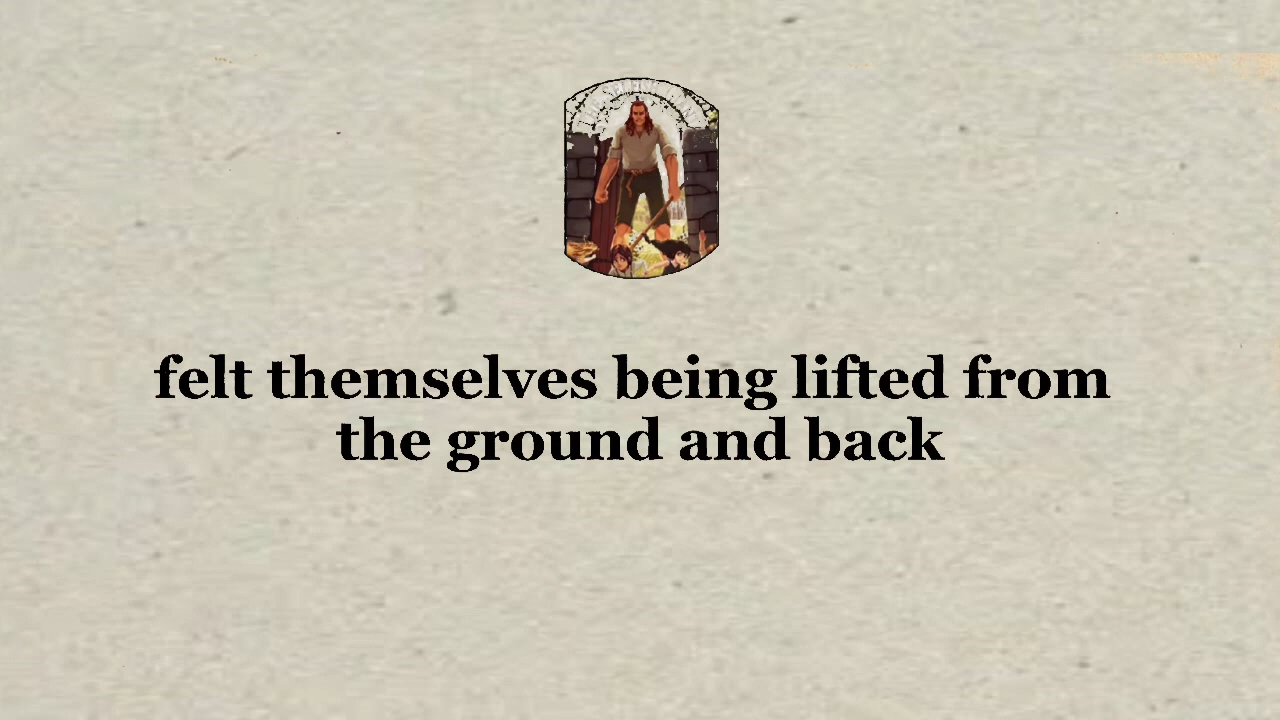 felt themselves being lifted from
the ground and back